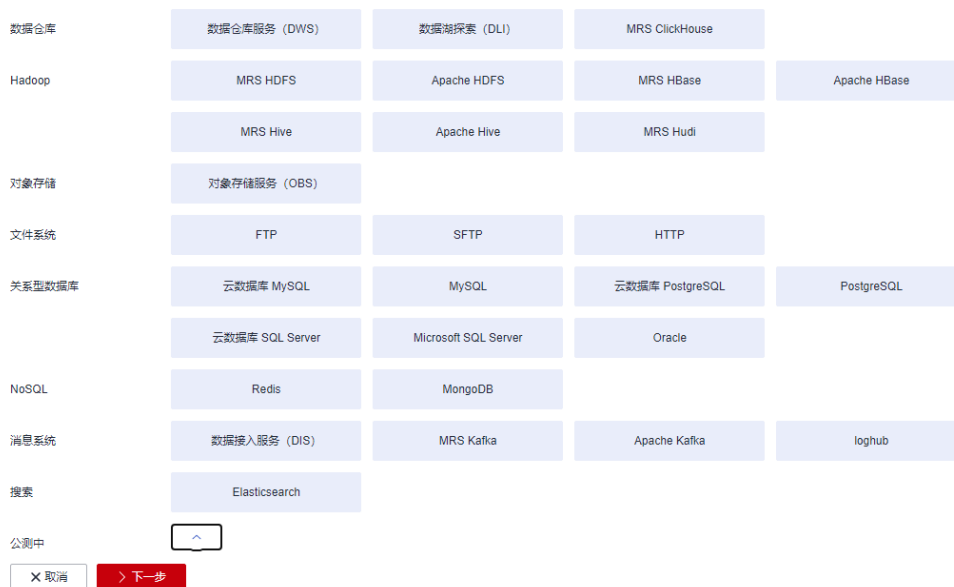 数据仓库 数据仓库服务（DWS） 数据湖探索（DLI） MRS ClickHouse
Hadoop MRS HDFS Apache HDFS MRS HBase Apache HBase
MRS Hive Apache Hive MRS Hudi
对象存储 对象存储服务（OBS）
文件系统 FTP SFTP HTTP
关系型数据库 云数据库 MySQL MySQL 云数据库 PostgreSQL PostgreSQL
云数据库 SQL Server Microsoft SQL Server Oracle
NoSQL Redis MongoDB
消息系统 数据接入服务（DIS） MRS Kafka Apache Kafka loghub
搜索 Elasticsearch
公测中
取消 下一步